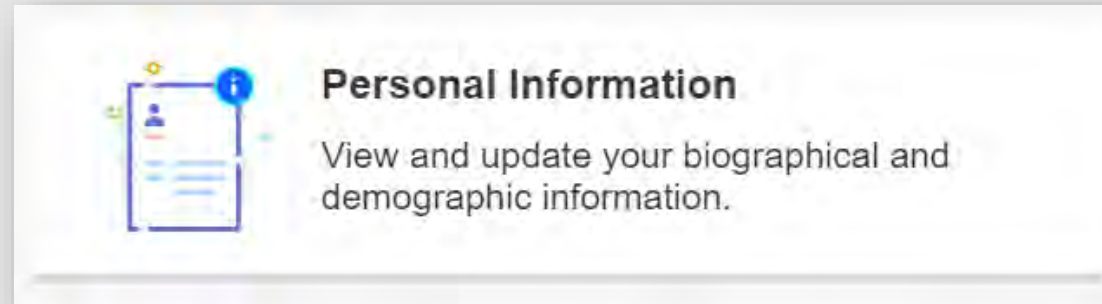 Personal Information
View and update your biographical and
demographic information.